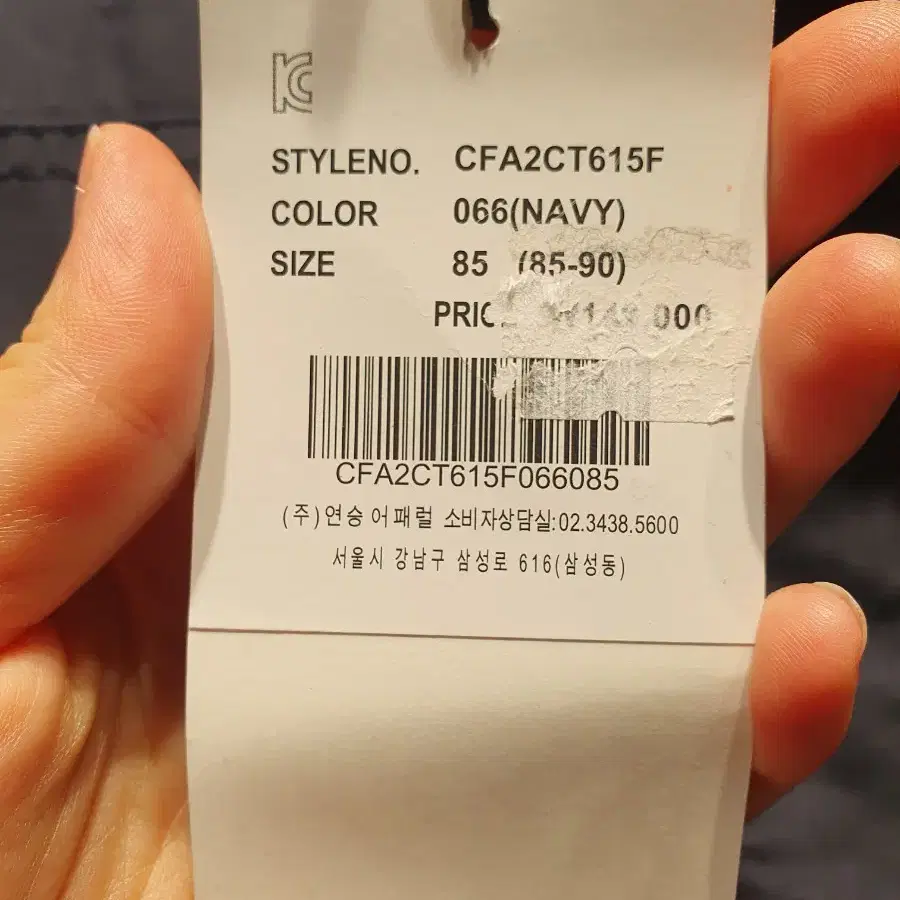 KC
STYLENO. CFA2CT615F
COLOR 066(NAVY)
SIZE 85 (85-90)
CFA2CT615F066085
(주)연승어패럴 소비자상담실:02.3438.5600
서울시 강남구 삼성로 616(삼성동)